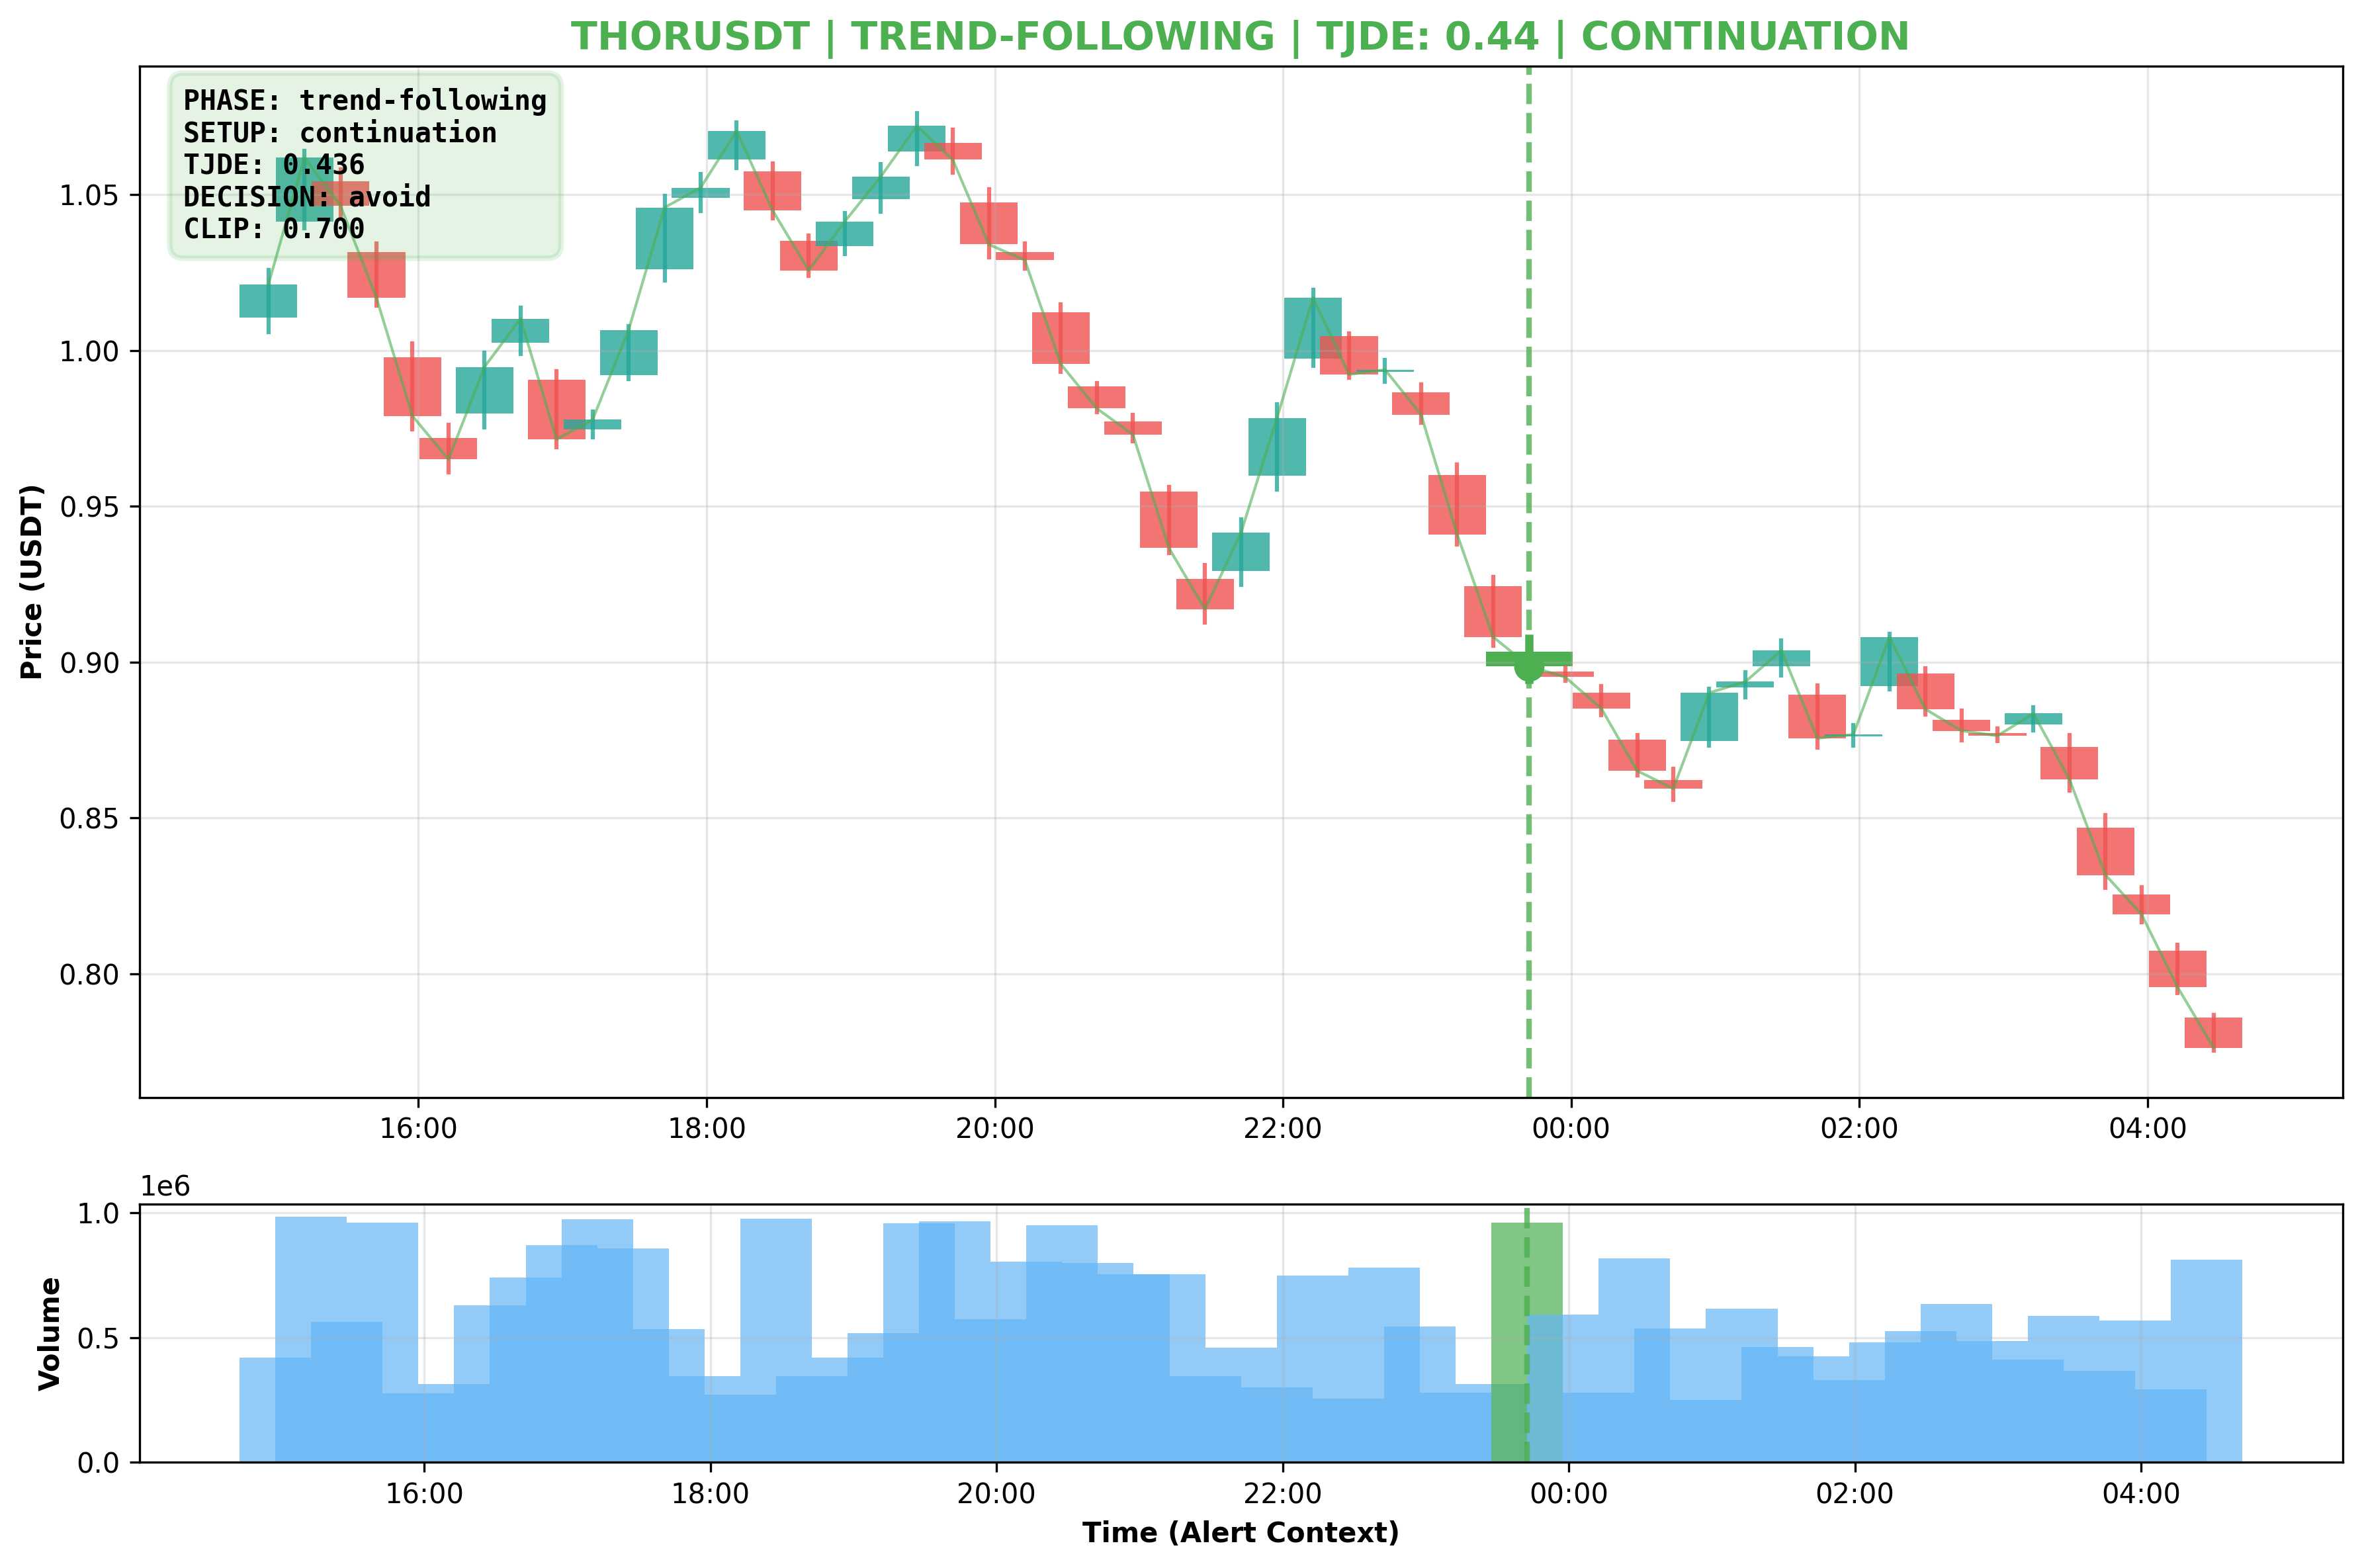 THORUSDT | TREND-FOLLOWING | TJDE: 0.44 | CONTINUATION
PHASE: trend-following
SETUP: continuation
TJDE: 0.436
DECISION: avoid
CLIP: 0.700
Price (USDT)
1.05
1.00
0.95
0.90
0.85
0.80
16:00 18:00 20:00 22:00 00:00 02:00 04:00
1e6
Volume
1.0
0.5
0.0
16:00 18:00 20:00 22:00 00:00 02:00 04:00
Time (Alert Context)